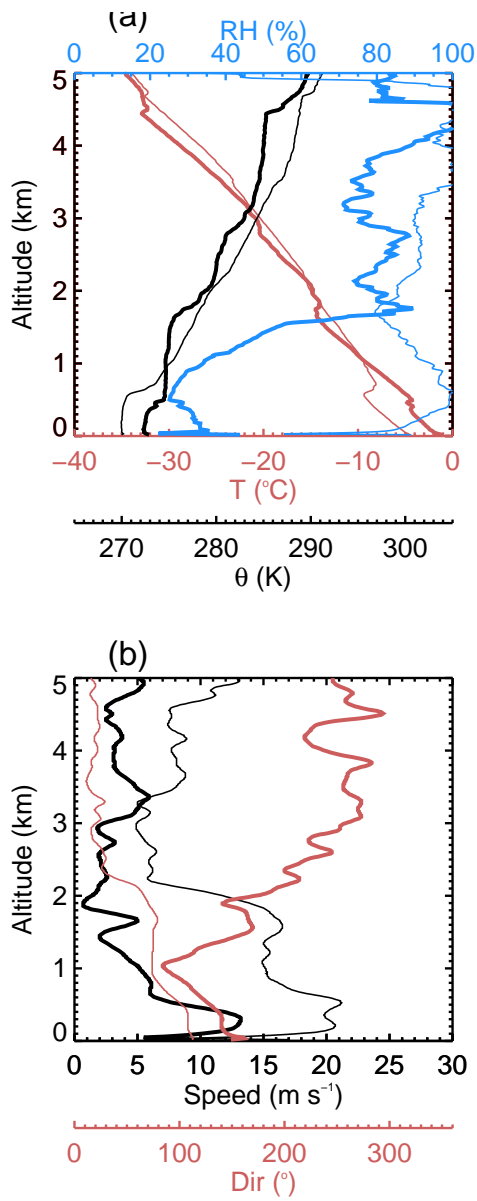 (a)
RH (%)
0 20 40 60 80 100
5
4
3
2
1
0
Altitude (km)
−40 −30 −20 −10 0
T (°C)
270 280 290 300
θ (K)
(b)
5
4
3
2
1
0
Altitude (km)
0 5 10 15 20 25 30
Speed (m s⁻¹)
0 100 200 300
Dir (°)